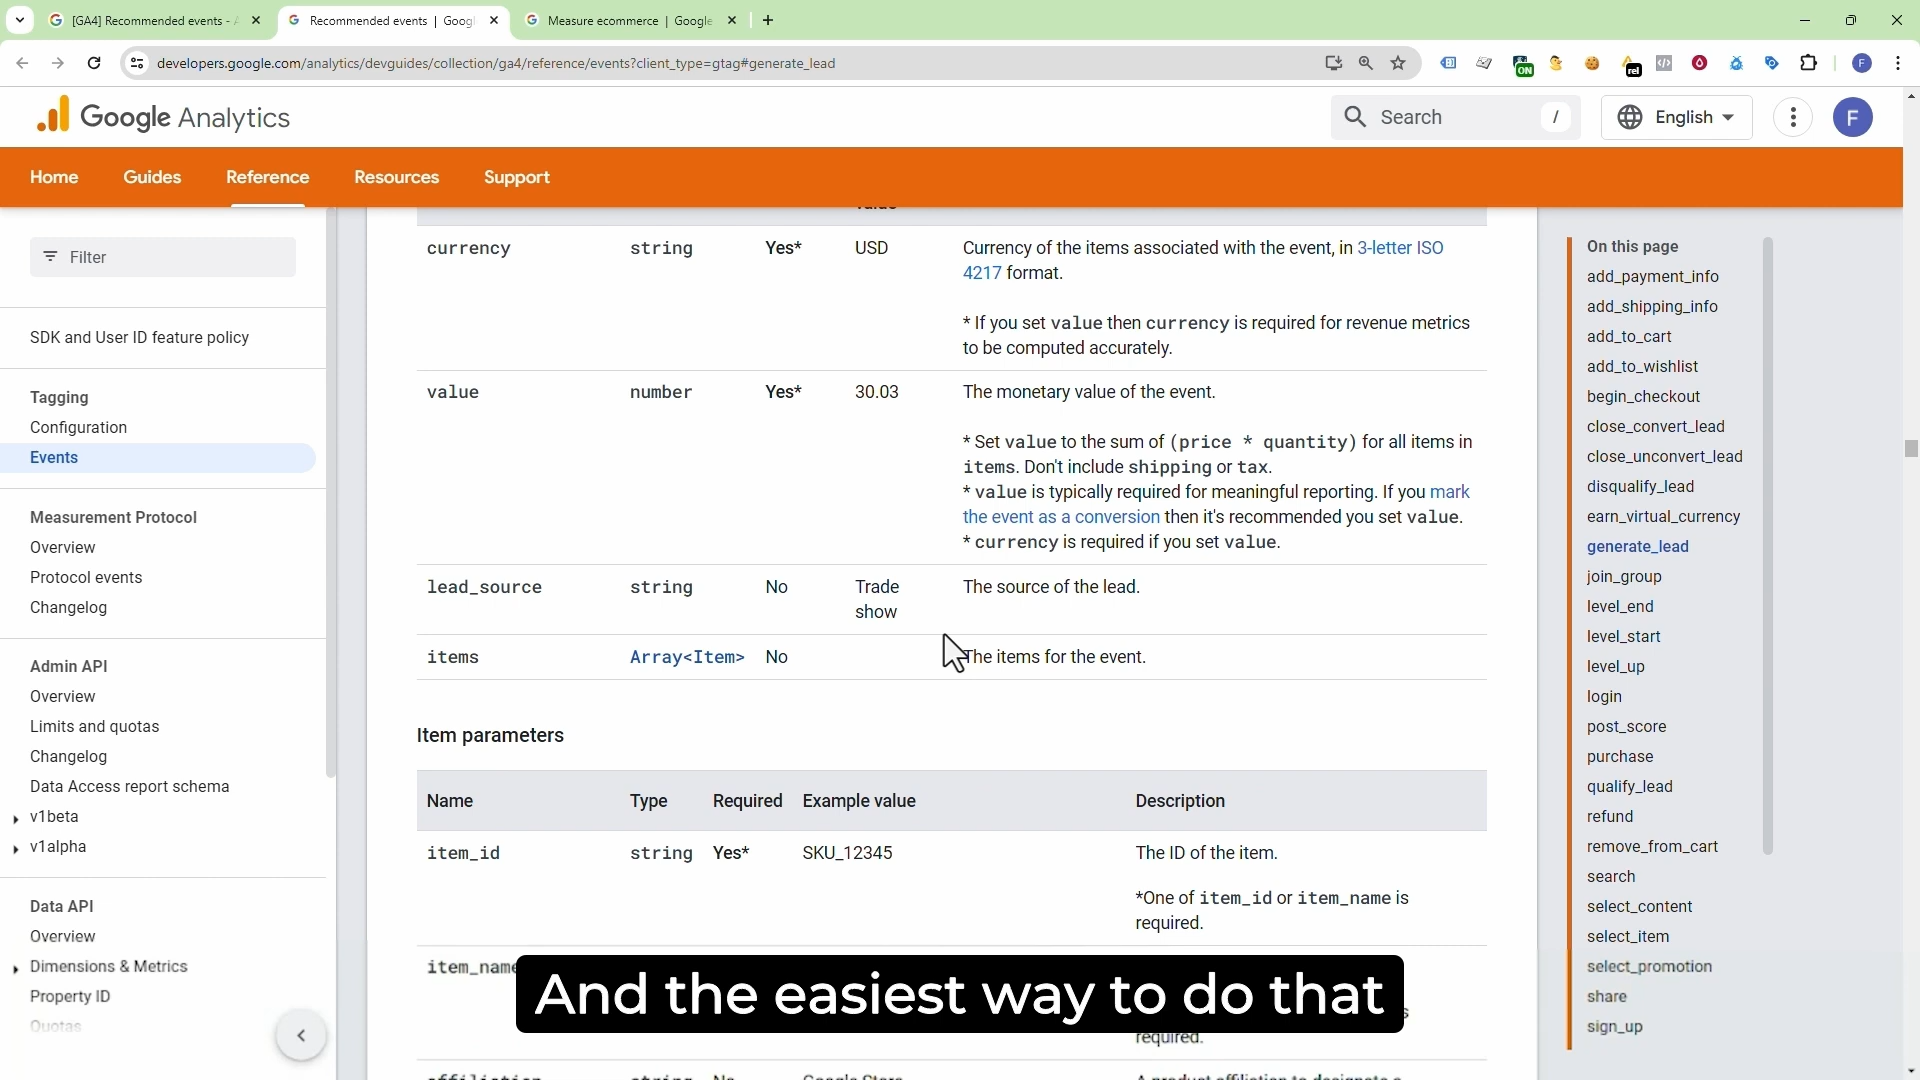 [GA4] Recommended events -
Recommended events | Googl
Measure ecommerce | Google
developers.google.com/analytics/devguides/collection/ga4/reference/events?client_type=gtag#generate_lead
ON
rel
F
Google Analytics
Search
/
English
F
Home
Guides
Reference
Resources
Support
Filter
SDK and User ID feature policy
Tagging
Configuration
Events
Measurement Protocol
Overview
Protocol events
Changelog
Admin API
Overview
Limits and quotas
Changelog
Data Access report schema
v1beta
v1alpha
Data API
Overview
Dimensions & Metrics
Property ID
Quotas
value
currency string Yes* USD Currency of the items associated with the event, in 3-letter ISO
4217 format.
* If you set value then currency is required for revenue metrics
to be computed accurately.
value number Yes* 30.03 The monetary value of the event.
* Set value to the sum of (price * quantity) for all items in
items. Don't include shipping or tax.
* value is typically required for meaningful reporting. If you mark
the event as a conversion then it's recommended you set value.
* currency is required if you set value.
lead_source string No Trade The source of the lead.
show
items Array<Item> No The items for the event.
Item parameters
Name Type Required Example value Description
item_id string Yes* SKU_12345 The ID of the item.
*One of item_id or item_name is
required.
item_name
required.
And the easiest way to do that
On this page
add_payment_info
add_shipping_info
add_to_cart
add_to_wishlist
begin_checkout
close_convert_lead
close_unconvert_lead
disqualify_lead
earn_virtual_currency
generate_lead
join_group
level_end
level_start
level_up
login
post_score
purchase
qualify_lead
refund
remove_from_cart
search
select_content
select_item
select_promotion
share
sign_up